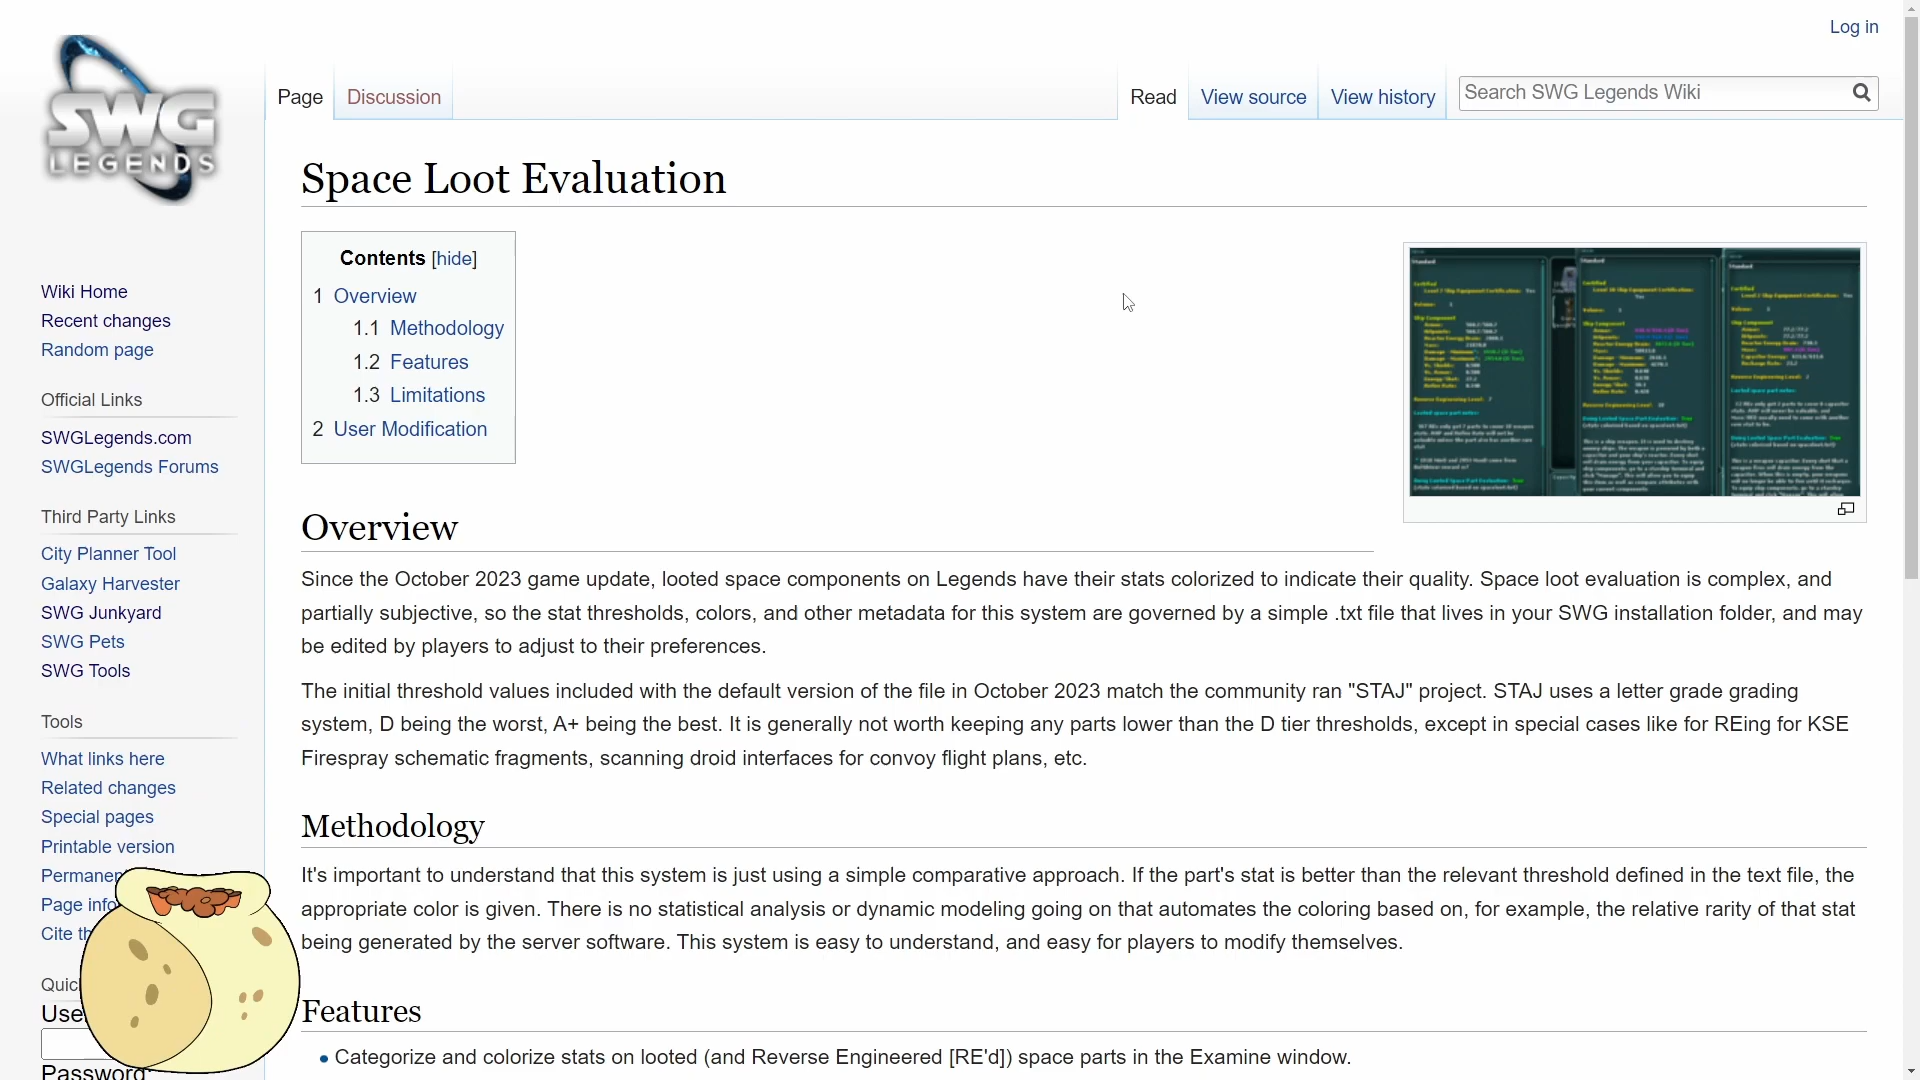 Log in
SWG
LEGENDS
Page
Discussion
Read
View source
View history
Search SWG Legends Wiki
Space Loot Evaluation
Contents [hide]
1 Overview
1.1 Methodology
1.2 Features
1.3 Limitations
2 User Modification
Wiki Home
Recent changes
Random page
Official Links
SWGLegends.com
SWGLegends Forums
Third Party Links
City Planner Tool
Galaxy Harvester
SWG Junkyard
SWG Pets
SWG Tools
Tools
What links here
Related changes
Special pages
Printable version
Overview
Since the October 2023 game update, looted space components on Legends have their stats colorized to indicate their quality. Space loot evaluation is complex, and
partially subjective, so the stat thresholds, colors, and other metadata for this system are governed by a simple .txt file that lives in your SWG installation folder, and may
be edited by players to adjust to their preferences.
The initial threshold values included with the default version of the file in October 2023 match the community ran "STAJ" project. STAJ uses a letter grade grading
system, D being the worst, A+ being the best. It is generally not worth keeping any parts lower than the D tier thresholds, except in special cases like for REing for KSE
Firespray schematic fragments, scanning droid interfaces for convoy flight plans, etc.
Methodology
It's important to understand that this system is just using a simple comparative approach. If the part's stat is better than the relevant threshold defined in the text file, the
appropriate color is given. There is no statistical analysis or dynamic modeling going on that automates the coloring based on, for example, the relative rarity of that stat
being generated by the server software. This system is easy to understand, and easy for players to modify themselves.
Features
Categorize and colorize stats on looted (and Reverse Engineered [RE'd]) space parts in the Examine window.
Password: